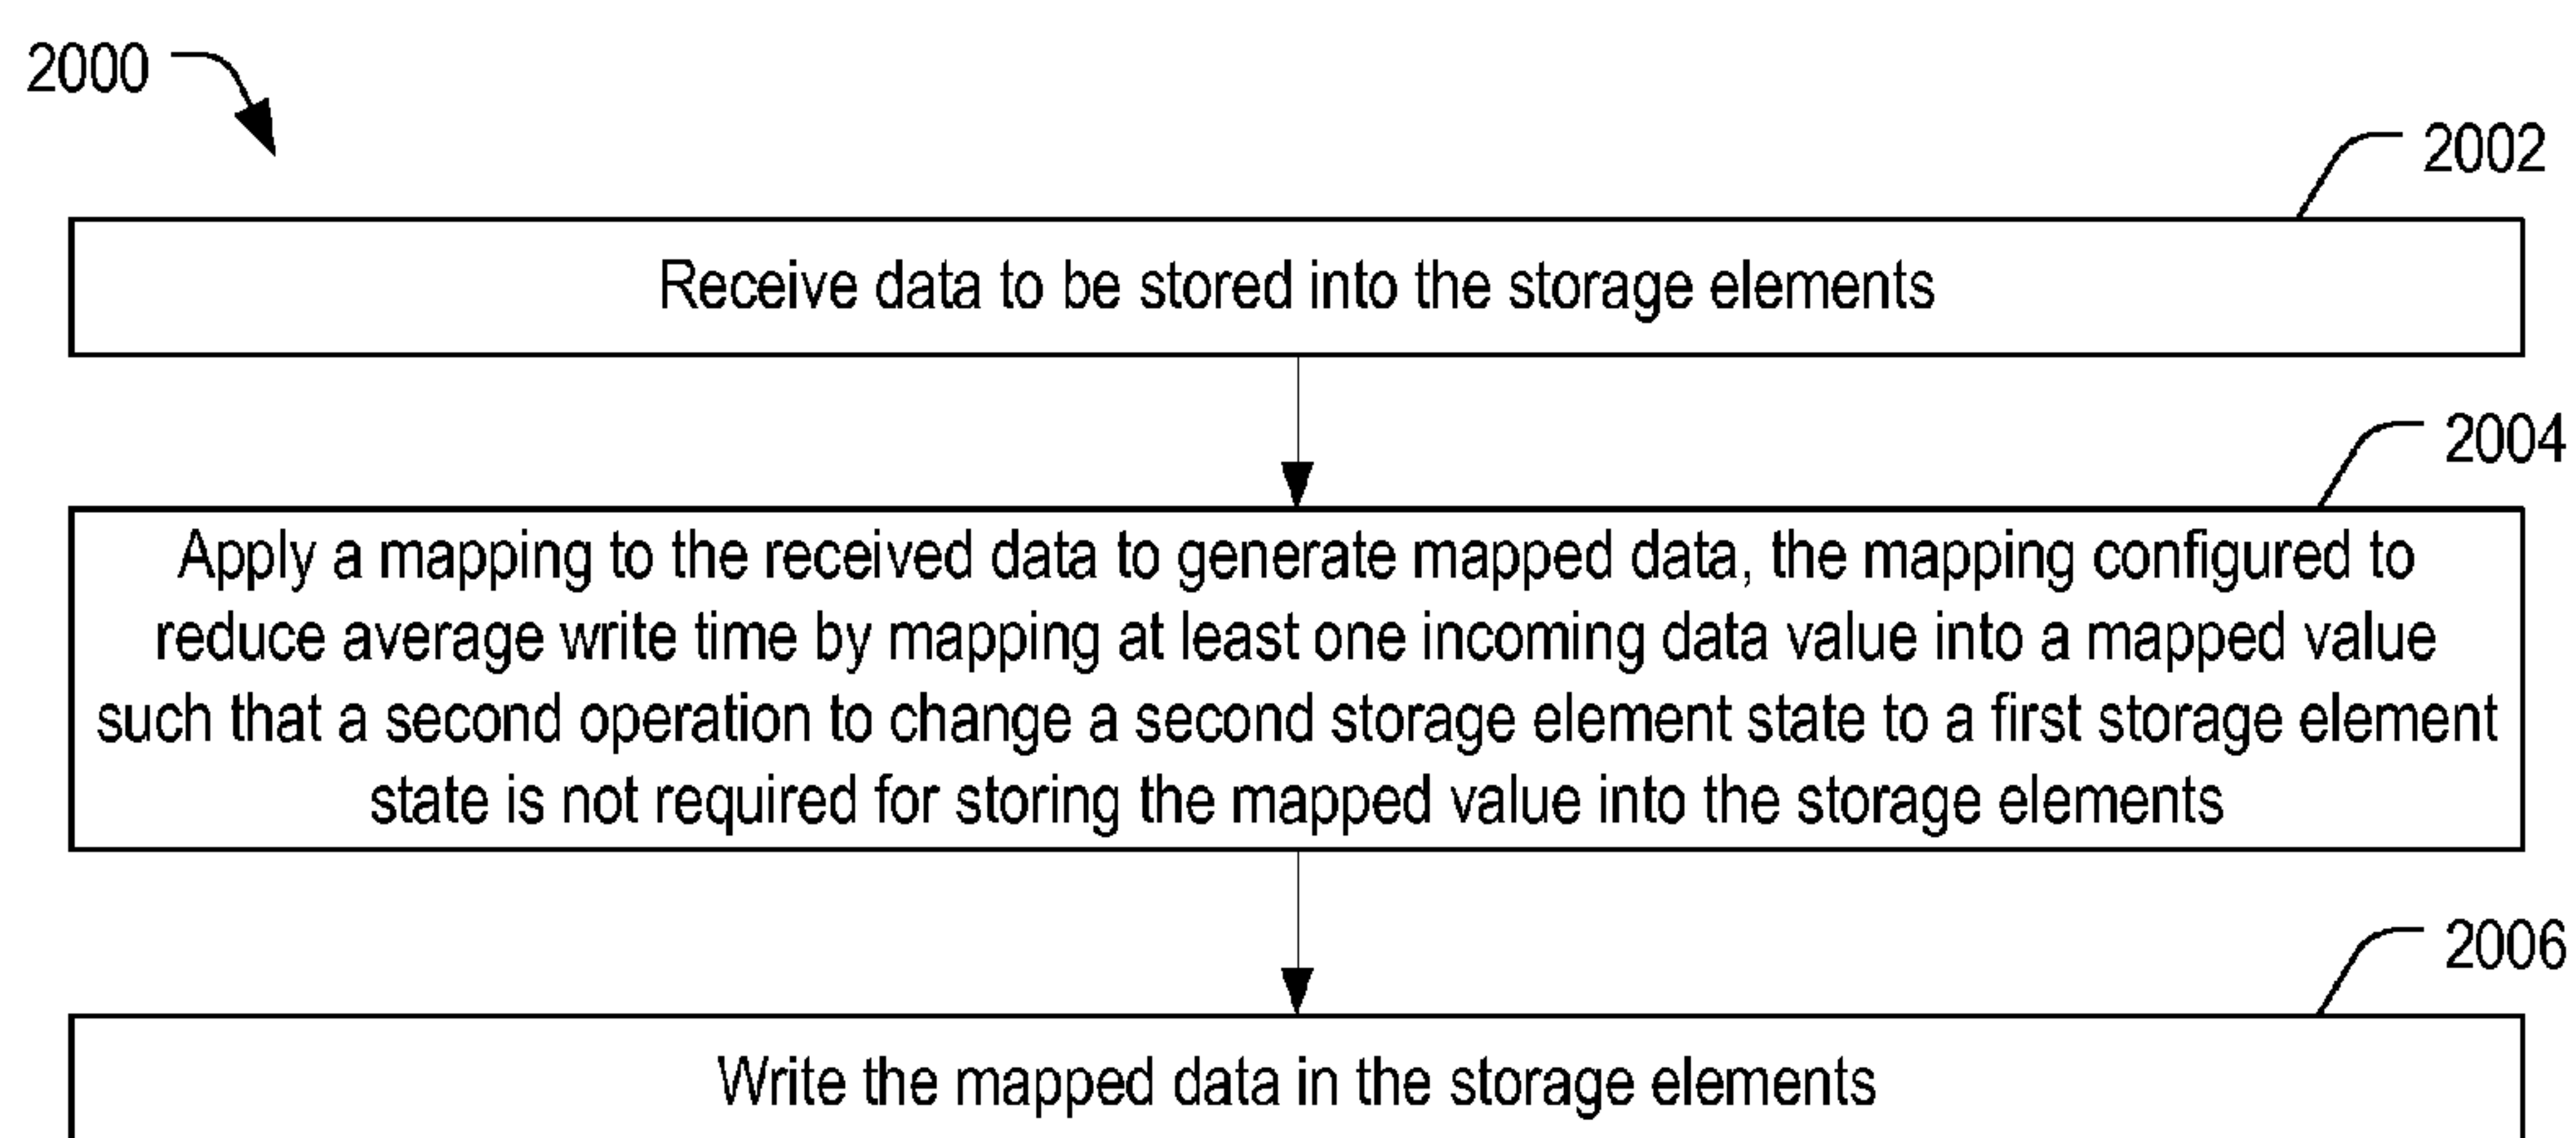 2000
2002
Receive data to be stored into the storage elements
2004
Apply a mapping to the received data to generate mapped data, the mapping configured to
reduce average write time by mapping at least one incoming data value into a mapped value
such that a second operation to change a second storage element state to a first storage element
state is not required for storing the mapped value into the storage elements
2006
Write the mapped data in the storage elements